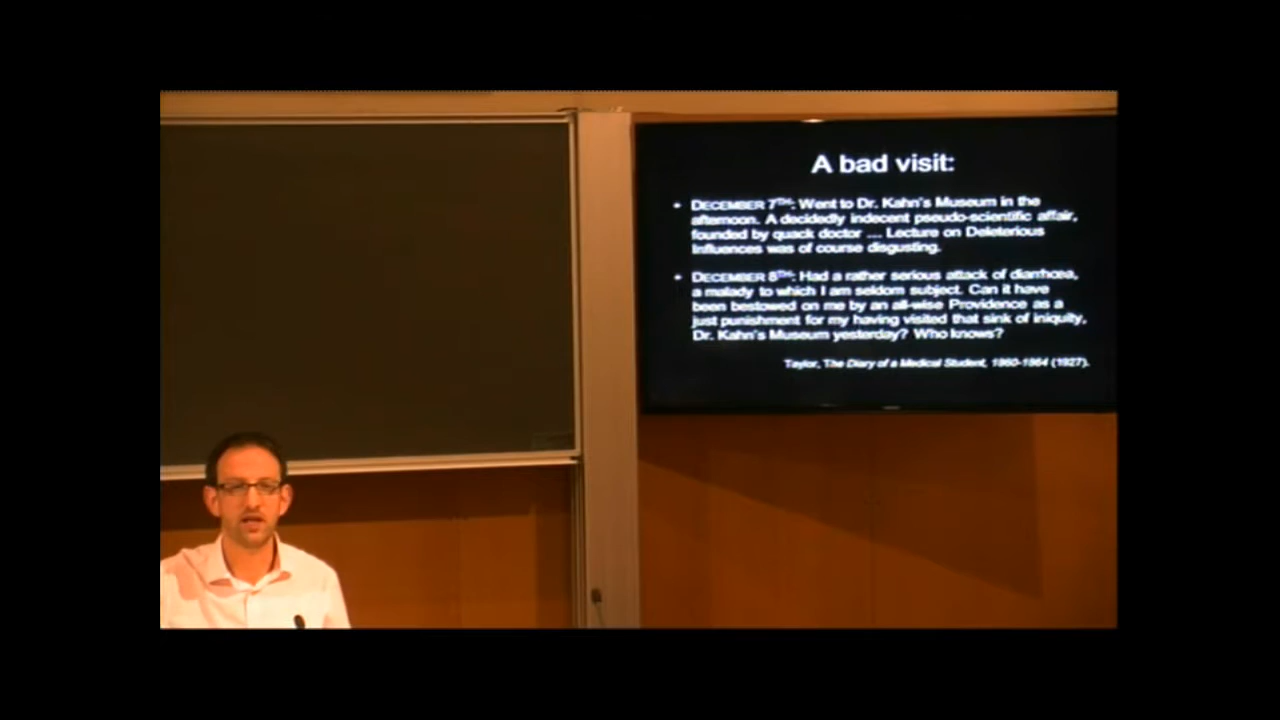 A bad visit:
• DECEMBER 7TH: Went to Dr. Kahn's Museum in the
afternoon. A decidedly indecent pseudo-scientific affair,
founded by quack doctor .... Lecture on Deleterious
Influences was of course disgusting.
• DECEMBER 8TH: Had a rather serious attack of diarrhœa,
a malady to which I am seldom subject. Can it have
been bestowed on me by an all-wise Providence as a
just punishment for my having visited that sink of iniquity,
Dr. Kahn's Museum yesterday? Who knows?
Taylor, The Diary of a Medical Student, 1860-1864 (1927).